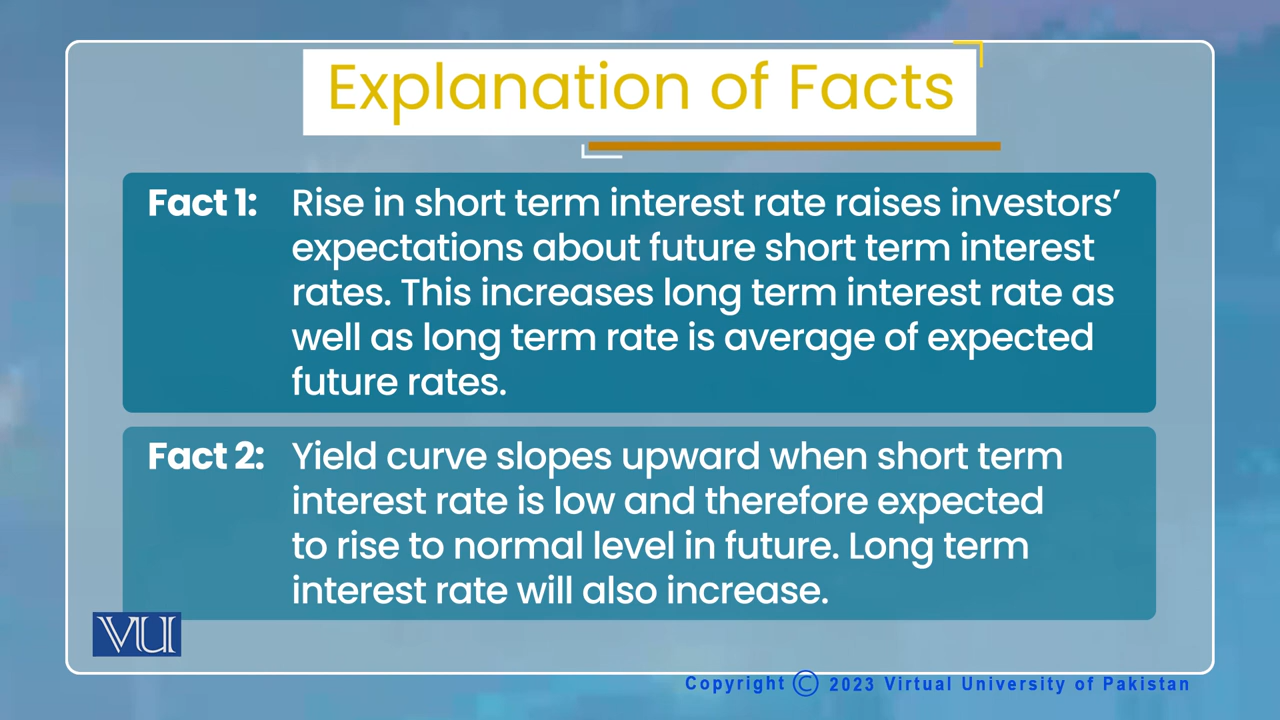 Explanation of Facts
Fact 1: Rise in short term interest rate raises investors’
expectations about future short term interest
rates. This increases long term interest rate as
well as long term rate is average of expected
future rates.
Fact 2: Yield curve slopes upward when short term
interest rate is low and therefore expected
to rise to normal level in future. Long term
interest rate will also increase.
VU
Copyright © 2023 Virtual University of Pakistan